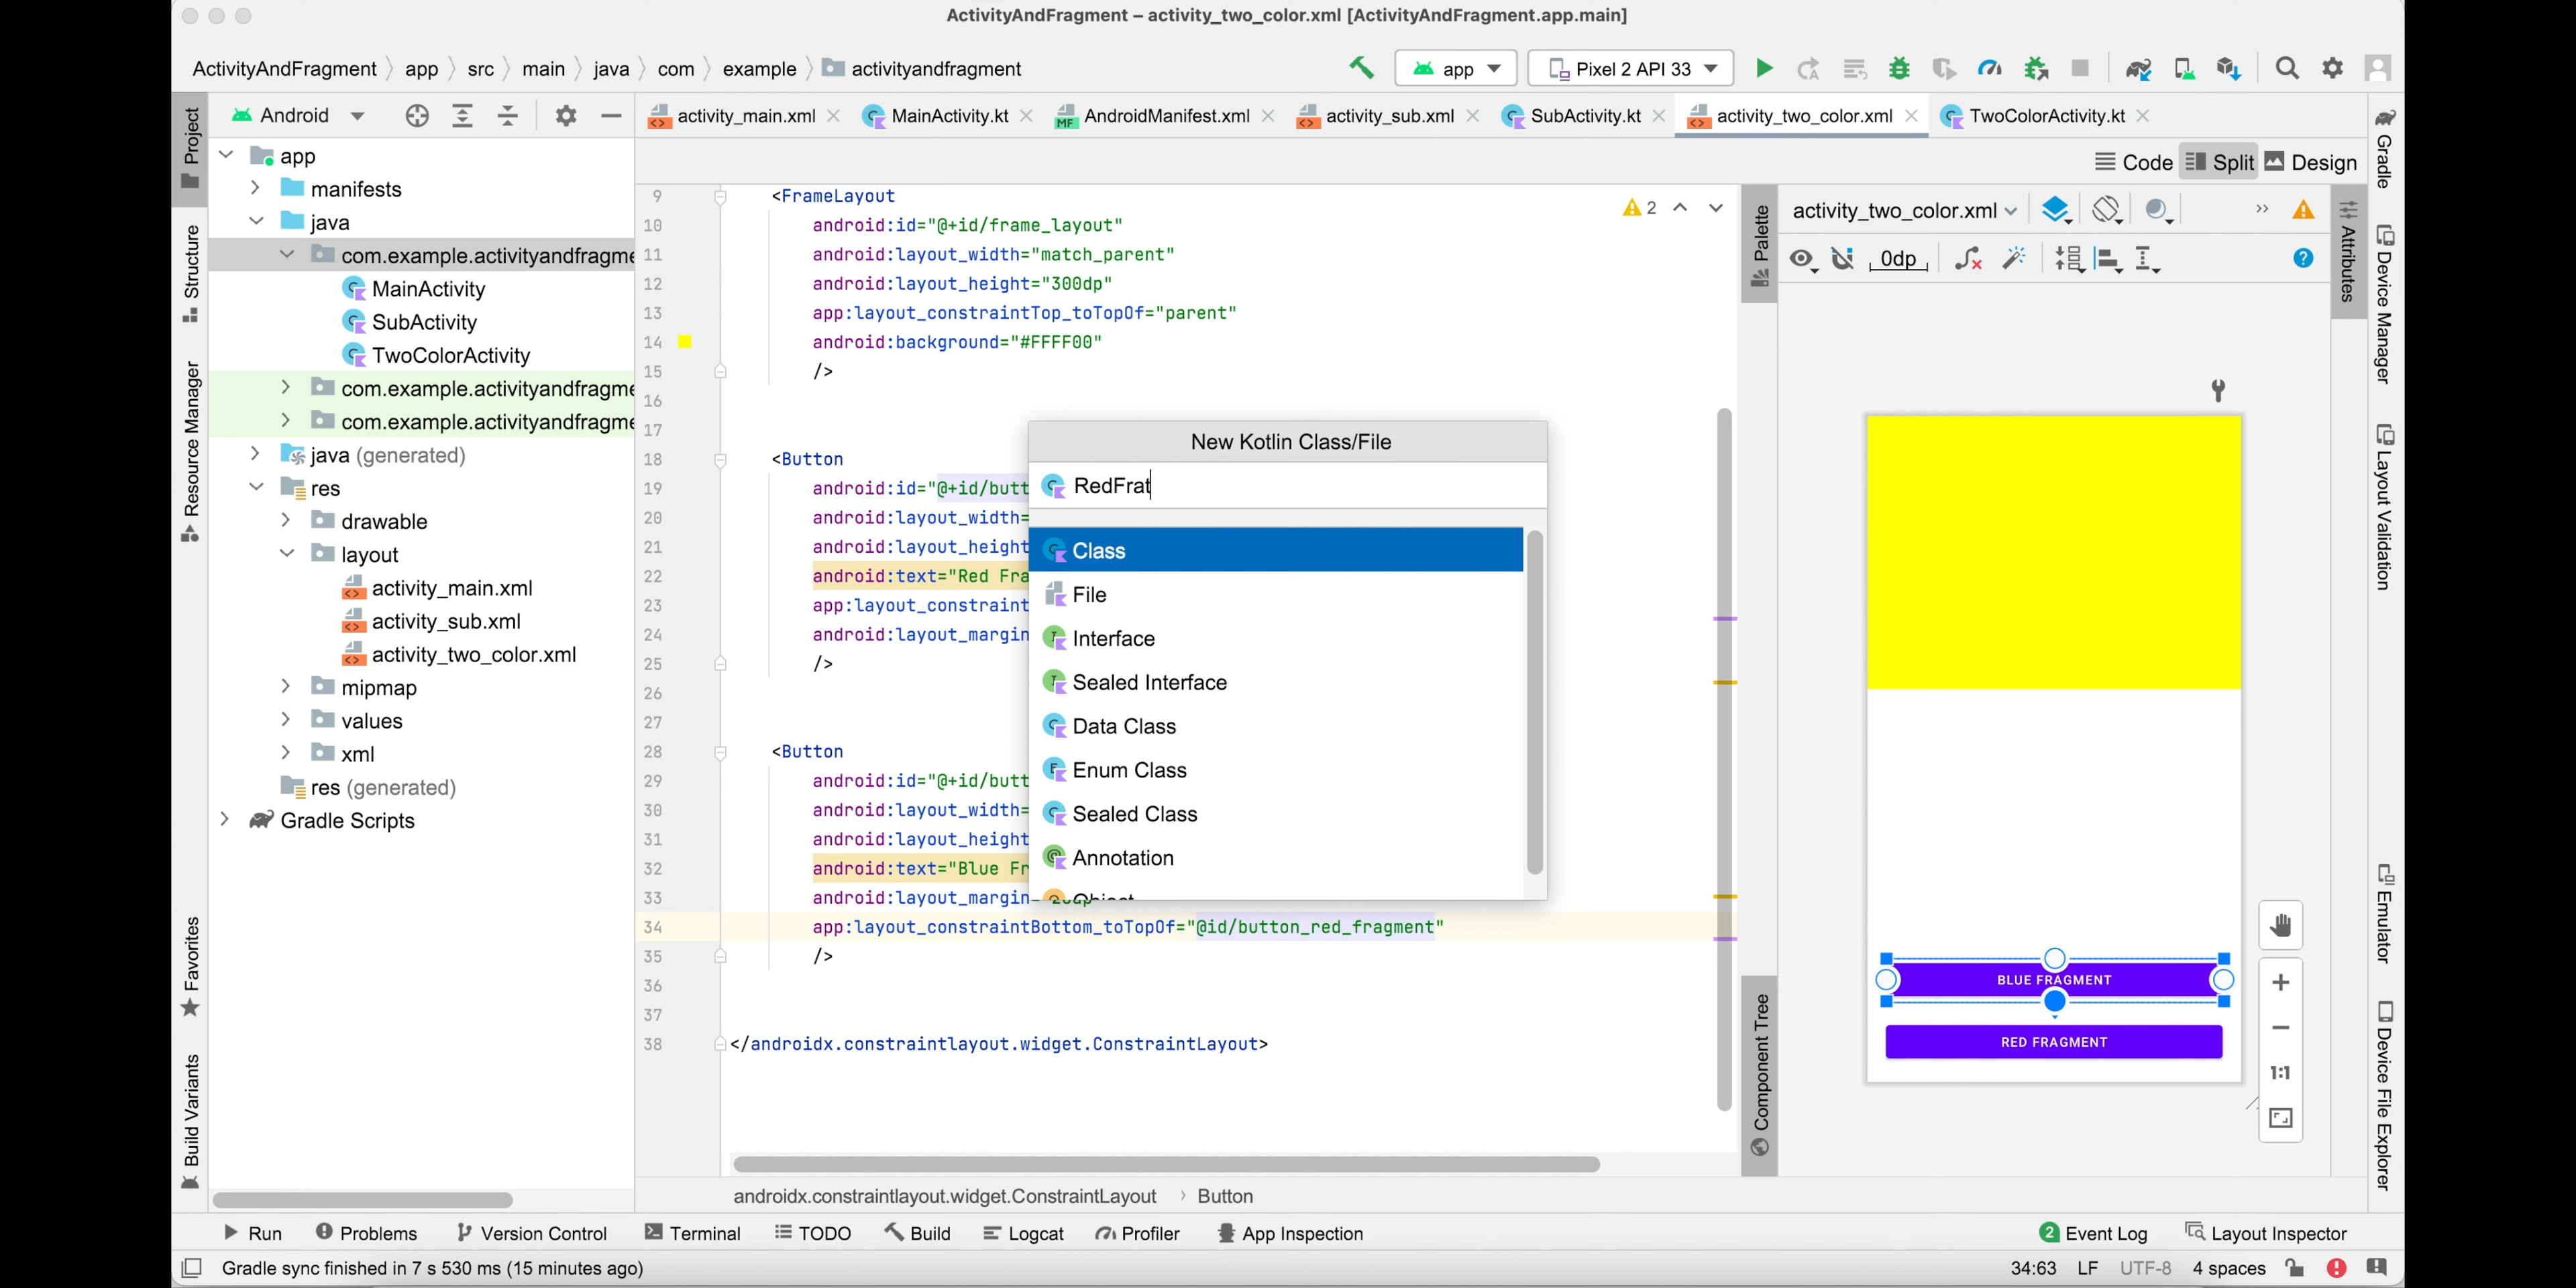 ActivityAndFragment – activity_two_color.xml [ActivityAndFragment.app.main]
ActivityAndFragment app src main java com example activityandfragment
app
Pixel 2 API 33
Android
activity_main.xml
MainActivity.kt
AndroidManifest.xml
activity_sub.xml
SubActivity.kt
activity_two_color.xml
TwoColorActivity.kt
Project
Structure
Resource Manager
Favorites
Build Variants
app
manifests
java
com.example.activityandfragme
MainActivity
SubActivity
TwoColorActivity
com.example.activityandfragme
com.example.activityandfragme
java (generated)
res
drawable
layout
activity_main.xml
activity_sub.xml
activity_two_color.xml
mipmap
values
xml
res (generated)
Gradle Scripts
Code
Split
Design
2
9 <FrameLayout
10 android:id="@+id/frame_layout"
11 android:layout_width="match_parent"
12 android:layout_height="300dp"
13 app:layout_constraintTop_toTopOf="parent"
14 android:background="#FFFF00"
15 />
16
17
18 <Button
19 android:id="@+id/butt
20 android:layout_width=
21 android:layout_height
22 android:text="Red Fra
23 app:layout_constraint
24 android:layout_margin
25 />
26
27
28 <Button
29 android:id="@+id/butt
30 android:layout_width=
31 android:layout_height
32 android:text="Blue Fr
33 android:layout_margin
34 app:layout_constraintBottom_toTopOf="@id/button_red_fragment"
35 />
36
37
38 </androidx.constraintlayout.widget.ConstraintLayout>
New Kotlin Class/File
RedFrat
Class
File
Interface
Sealed Interface
Data Class
Enum Class
Sealed Class
Annotation
Object
Palette
Component Tree
activity_two_color.xml
0dp
Attributes
BLUE FRAGMENT
RED FRAGMENT
1:1
Gradle
Device Manager
Layout Validation
Emulator
Device File Explorer
androidx.constraintlayout.widget.ConstraintLayout Button
Run
Problems
Version Control
Terminal
TODO
Build
Logcat
Profiler
App Inspection
2 Event Log
Layout Inspector
Gradle sync finished in 7 s 530 ms (15 minutes ago)
34:63 LF UTF-8 4 spaces